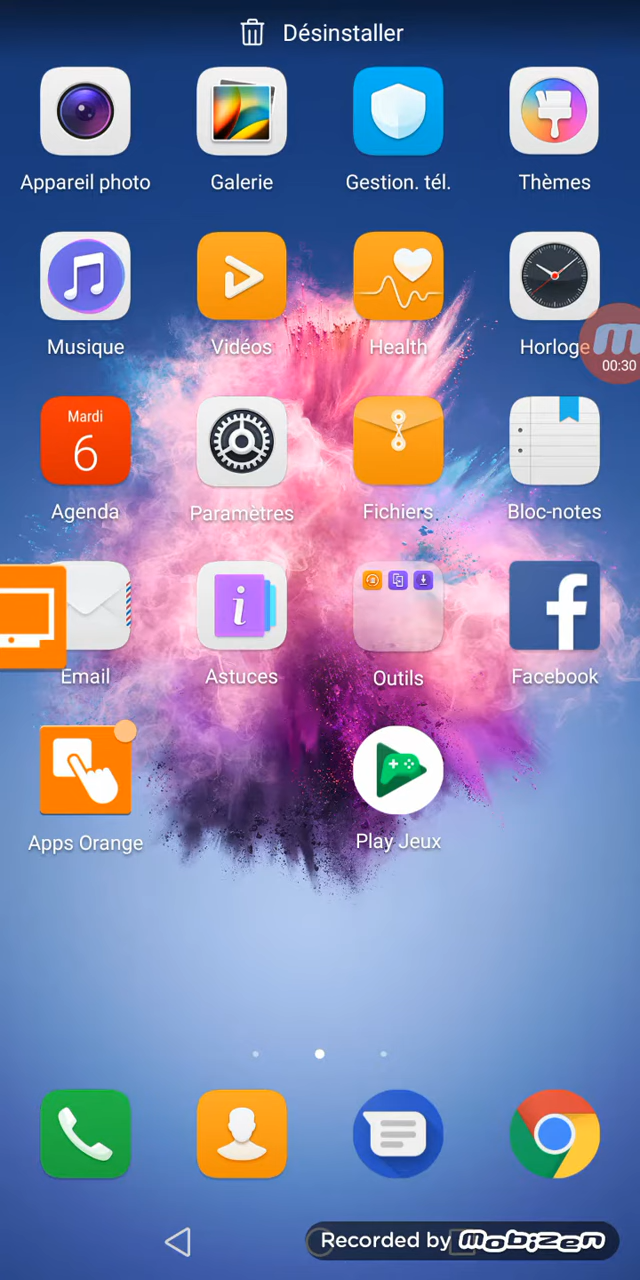 Désinstaller
Appareil photo
Galerie
Gestion. tél.
Thèmes
Musique
Vidéos
Health
Horloge
00:30
Mardi
6
Agenda
Paramètres
Fichiers
Bloc-notes
Email
Astuces
Outils
Facebook
Apps Orange
Play Jeux
Recorded by mobizen